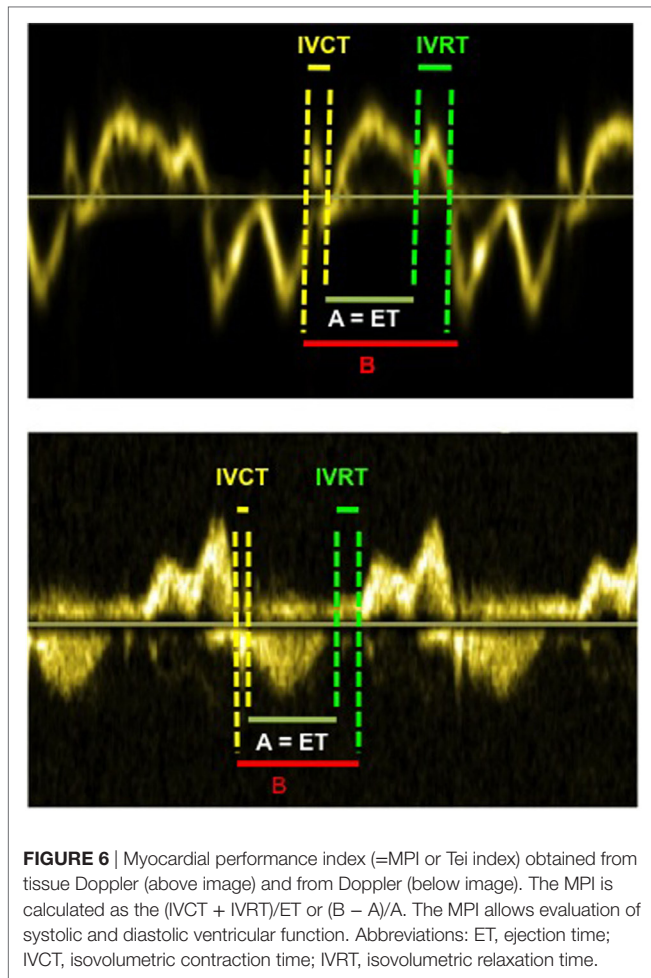 IVCT IVRT
A = ET
B
IVCT IVRT
A = ET
B
FIGURE 6 | Myocardial performance index (=MPI or Tei index) obtained from
tissue Doppler (above image) and from Doppler (below image). The MPI is
calculated as the (IVCT + IVRT)/ET or (B − A)/A. The MPI allows evaluation of
systolic and diastolic ventricular function. Abbreviations: ET, ejection time;
IVCT, isovolumetric contraction time; IVRT, isovolumetric relaxation time.